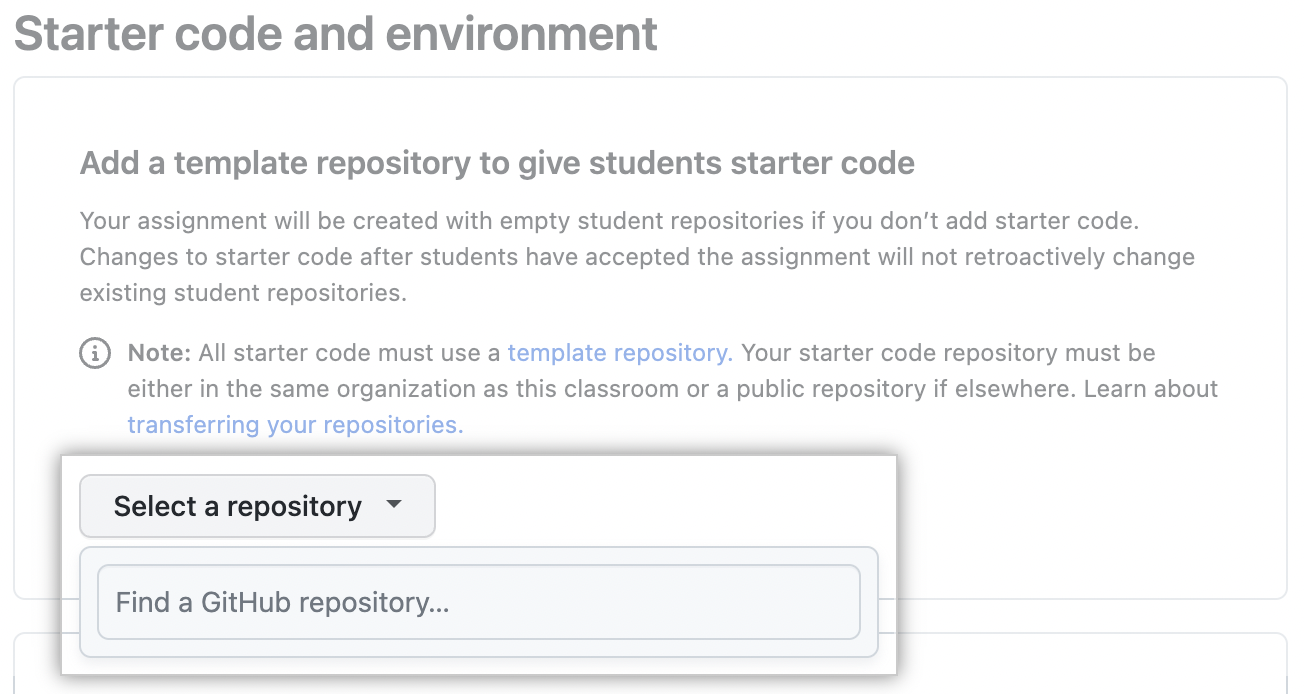 Starter code and environment
Add a template repository to give students starter code
Your assignment will be created with empty student repositories if you don’t add starter code.
Changes to starter code after students have accepted the assignment will not retroactively change
existing student repositories.
Note: All starter code must use a template repository. Your starter code repository must be
either in the same organization as this classroom or a public repository if elsewhere. Learn about
transferring your repositories.
Select a repository
Find a GitHub repository...